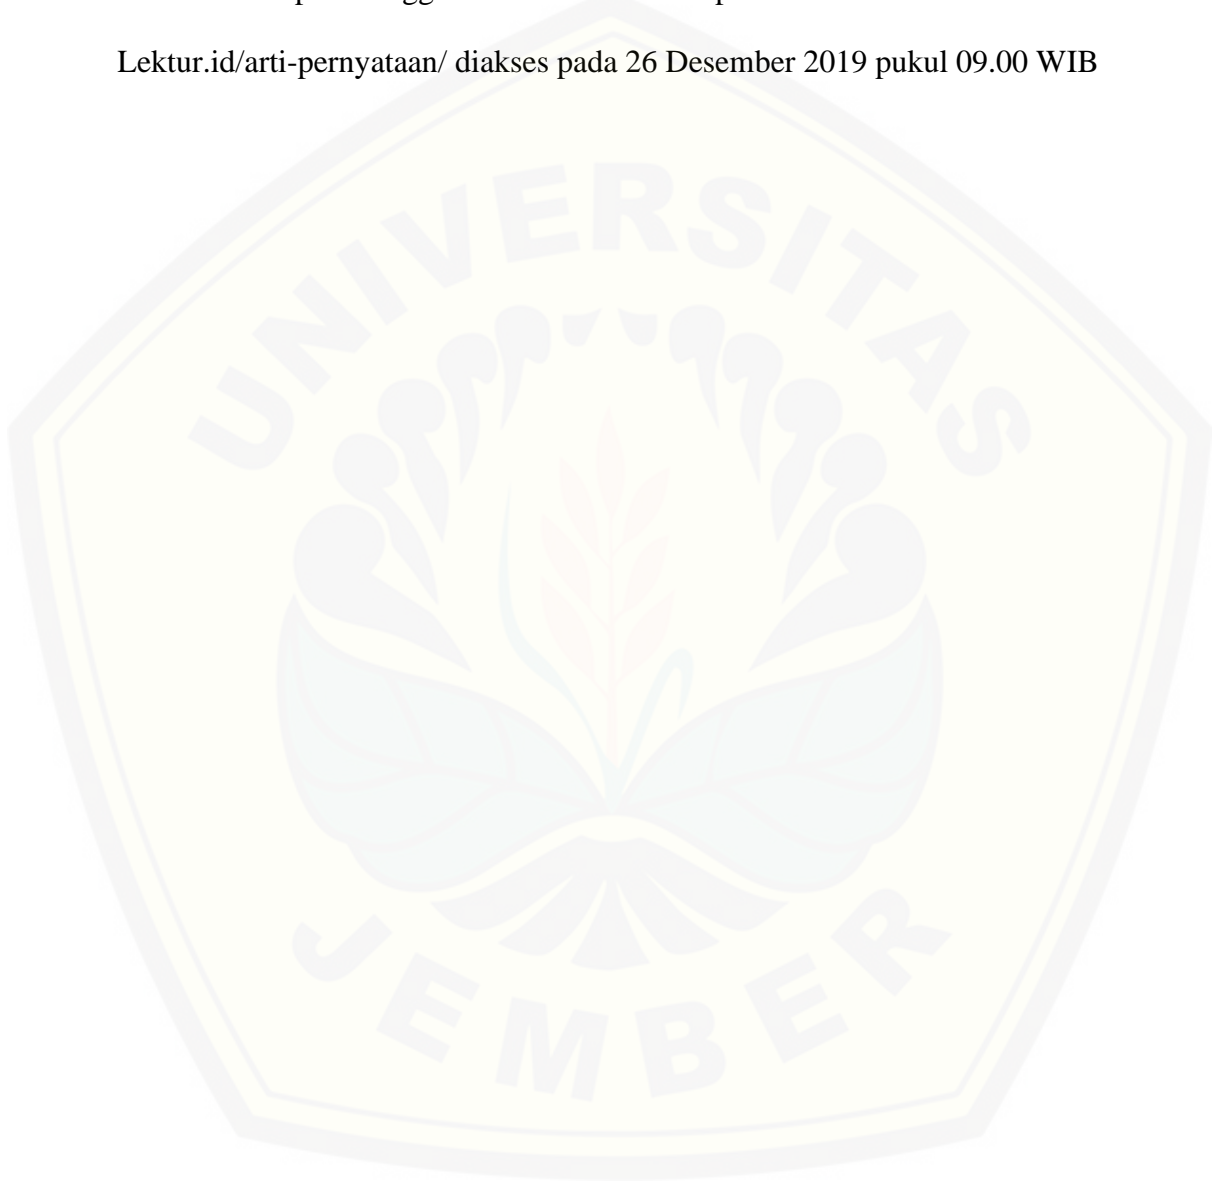 Lektur.id/arti-pernyataan/ diakses pada 26 Desember 2019 pukul 09.00 WIB
UNIVERSITAS
JEMBER